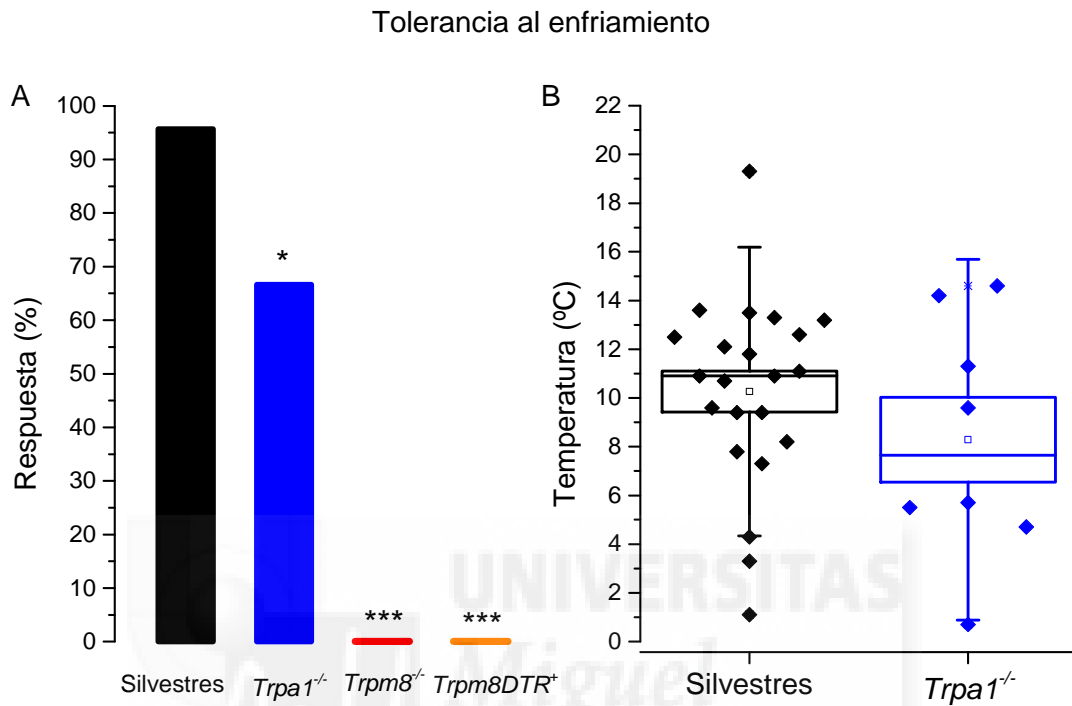 Tolerancia al enfriamiento
A
Respuesta (%)
100
90
80
70
60
50
40
30
20
10
0
*
***
***
Silvestres
Trpa1-/-
Trpm8-/-
Trpm8DTR+
B
Temperatura (ºC)
22
20
18
16
14
12
10
8
6
4
2
0
Silvestres
Trpa1-/-
UNIVERSITAS
Miguel